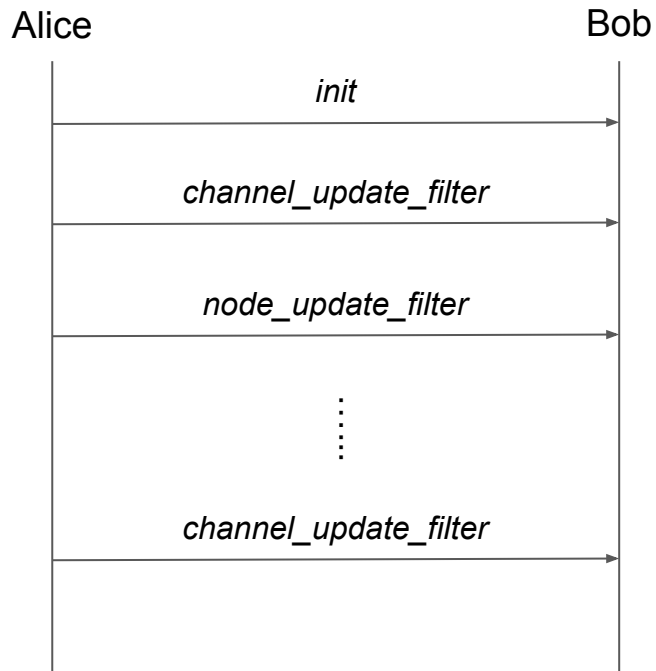 Alice Bob
init
channel_update_filter
node_update_filter
channel_update_filter